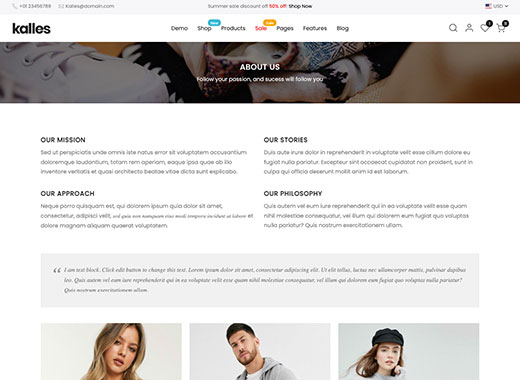 +01 23456789 kalles@domain.com Summer sale discount off 50% off! Shop Now USD
kalles Demo Shop New Products Sale Sale Pages Features Blog
ABOUT US
Follow your passion, and sucess will follow you
OUR MISSION
Sed ut perspiciatis unde omnis iste natus error sit voluptatem accusantium
doloremque laudantium, totam rem aperiam, eaque ipsa quae ab illo
inventore veritatis et quasi architecto beatae vitae dicta sunt explicabo.
OUR STORIES
Duis aute irure dolor in reprehenderit in voluptate velit esse cillum dolore eu
fugiat nulla pariatur. Excepteur sint occaecat cupidatat non proident, sunt in
culpa qui officia deserunt mollit anim id est laborum.
OUR APPROACH
Neque porro quisquam est, qui dolorem ipsum quia dolor sit amet,
consectetur, adipisci velit, sed quia non numquam eius modi tempora incidunt ut labore et
dolore magnam aliquam quaerat voluptatem.
OUR PHILOSOPHY
Quis autem vel eum iure reprehenderit qui in ea voluptate velit esse quam
nihil molestiae consequatur, vel illum qui dolorem eum fugiat quo voluptas
nulla pariatur? Quis nostrum exercitationem ullam.
“ I am text block. Click edit button to change this text. Lorem ipsum dolor sit amet, consectetur adipiscing elit. Ut elit tellus, luctus nec ullamcorper mattis, pulvinar dapibus
leo. Quis autem vel eum iure reprehenderit qui in ea voluptate velit esse quam nihil molestiae consequatur, vel illum qui dolorem eum fugiat quo voluptas nulla pariatur?
Quis nostrum exercitationem ullam.